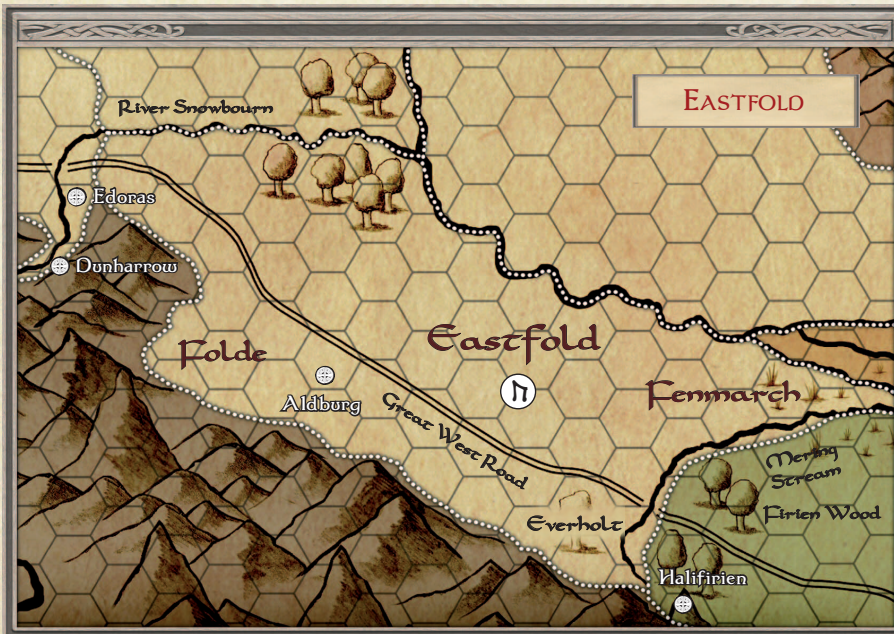 Eastfold
River Snowbourn
Edoras
Dunharrow
Eastfold
Folde
Aldburg
Fenmarch
Great West Road
ᚢ
Mering
Stream
Firien Wood
Everholt
Halifirien